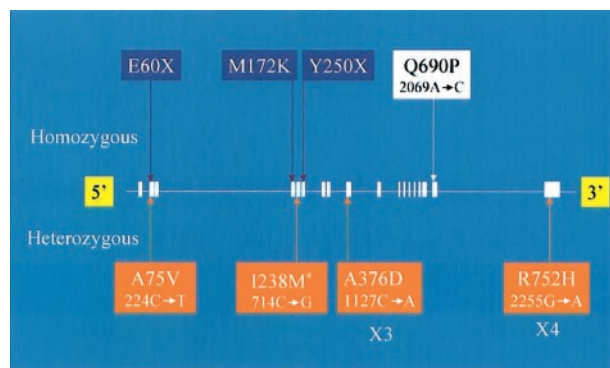 E60X M172K Y250X Q690P
2069A→C
Homozygous
5' 3'
Heterozygous
A75V I238M* A376D R752H
224C→T 714C→G 1127C→A 2255G→A
X3 X4